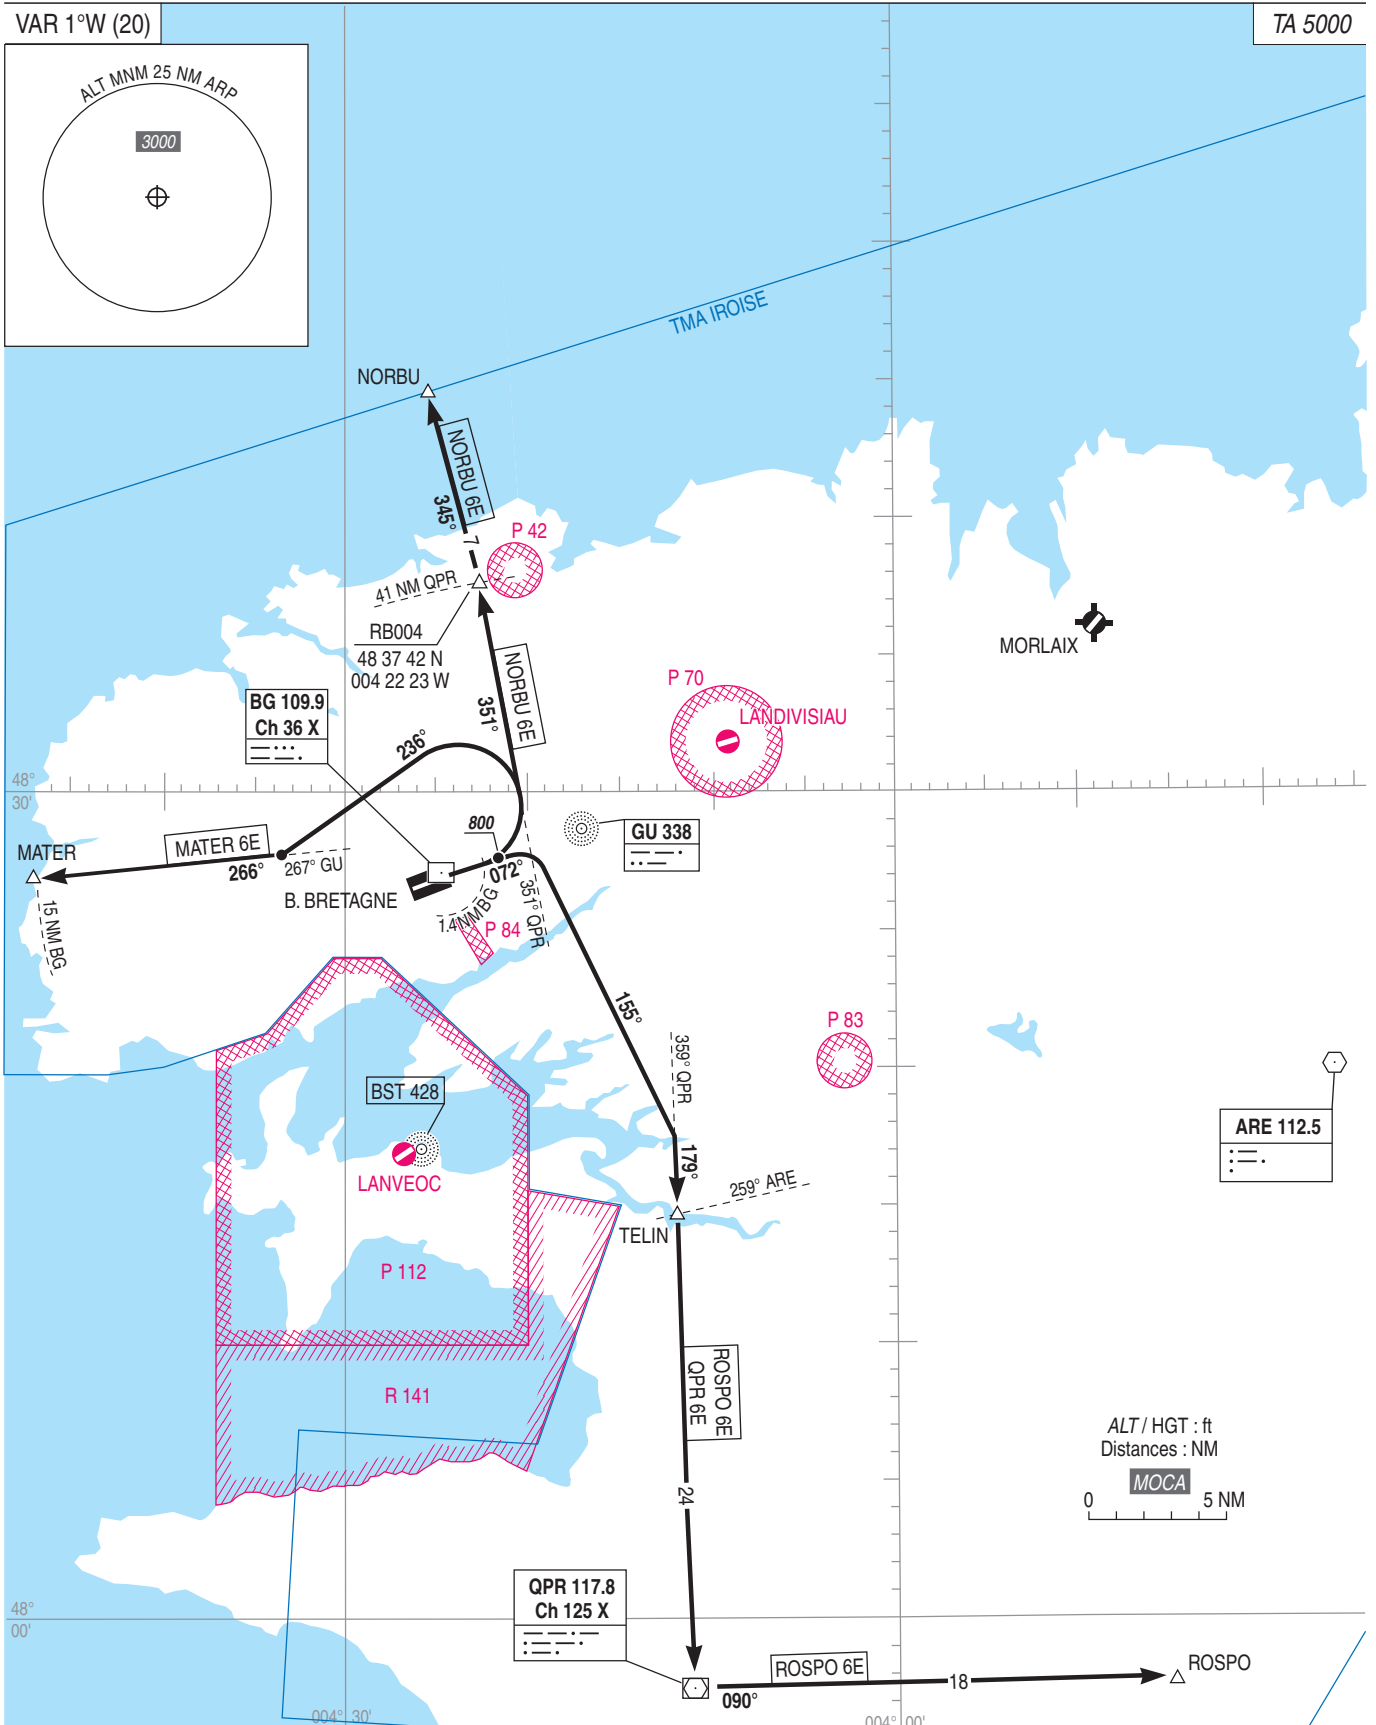 VAR 1°W (20)
TA 5000
ALT MNM 25 NM ARP
3000
TMA IROISE
NORBU
NORBU 6E
345°
7
P 42
41 NM QPR
RB004
48 37 42 N
004 22 23 W
MORLAIX
NORBU 6E
351°
P 70
LANDIVISIAU
BG 109.9
Ch 36 X
236°
48°
30'
800
GU 338
MATER
MATER 6E
266°
267° GU
072°
B. BRETAGNE
15 NM BG
1.4 NM BG
P 84
351° QPR
155°
359° QPR
P 83
BST 428
LANVEOC
ARE 112.5
179°
259° ARE
TELIN
P 112
ROSPO 6E
QPR 6E
R 141
ALT / HGT : ft
Distances : NM
MOCA
0 5 NM
24
QPR 117.8
Ch 125 X
48°
00'
ROSPO 6E
ROSPO
18
090°
004° 30'
004° 00'